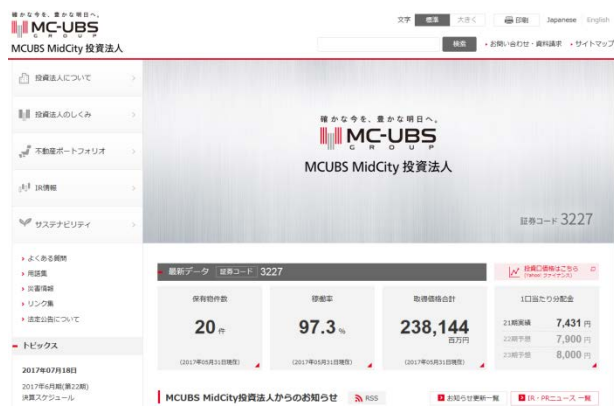 確かな今を、豊かな明日へ。
MC-UBS
GROUP
MCUBS MidCity 投資法人
文字 標準 大きく 印刷 Japanese English
検索 お問い合わせ・資料請求 サイトマップ
投資法人について
投資法人のしくみ
不動産ポートフォリオ
IR情報
サステナビリティ
よくある質問
用語集
災害情報
リンク集
法定公告について
トピックス
2017年07月18日
2017年6月期(第22期)
決算スケジュール
確かな今を、豊かな明日へ。
MC-UBS
GROUP
MCUBS MidCity 投資法人
証券コード 3227
最新データ 証券コード 3227
投資口価格はこちら
(Yahoo! ファイナンス)
保有物件数
20 件
(2017年05月31日現在)
稼働率
97.3 %
(2017年05月31日現在)
取得価格合計
238,144
百万円
(2017年05月31日現在)
1口当たり分配金
21期実績 7,431 円
22期予想 7,900 円
23期予想 8,000 円
MCUBS MidCity投資法人からのお知らせ RSS
お知らせ更新一覧 IR・PRニュース 一覧